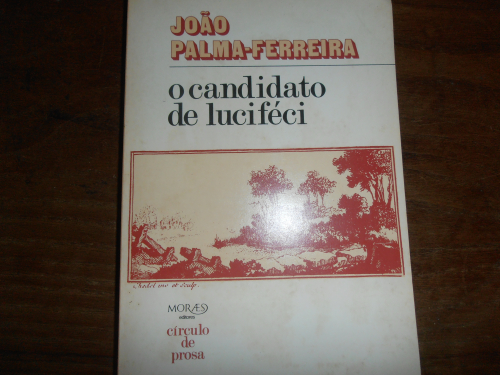 JOÃO
PALMA-FERREIRA
o candidato
de luciféci
MORÆS
editores
círculo
de
prosa